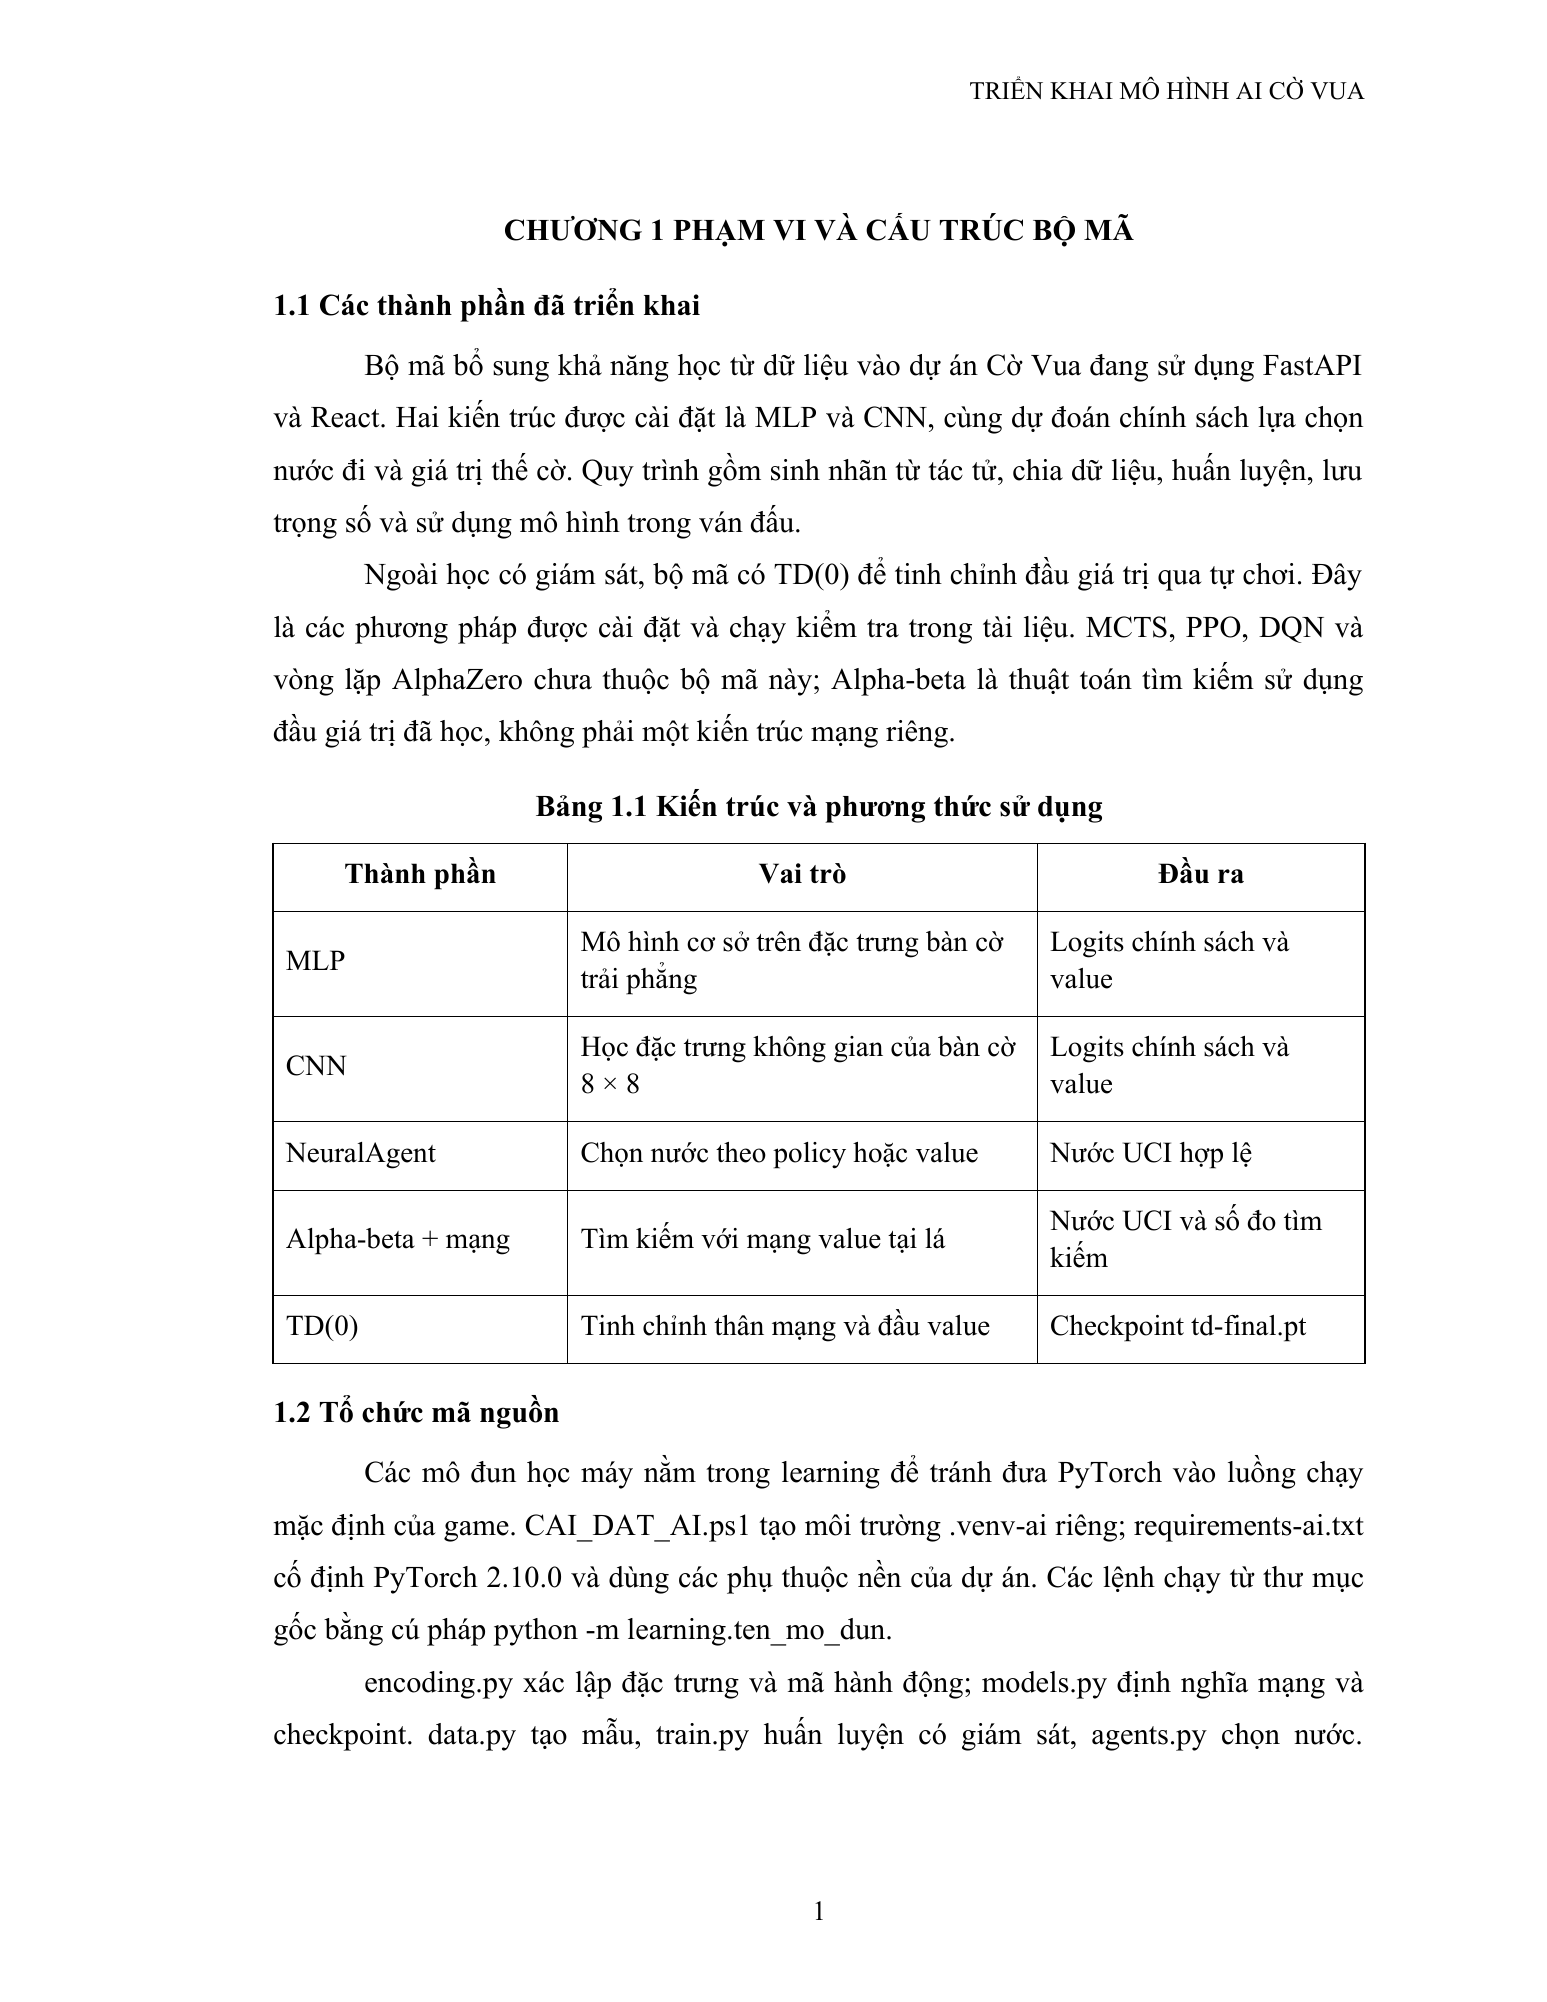 TRIỂN KHAI MÔ HÌNH AI CỜ VUA
CHƯƠNG 1 PHẠM VI VÀ CẤU TRÚC BỘ MÃ
1.1 Các thành phần đã triển khai
Bộ mã bổ sung khả năng học từ dữ liệu vào dự án Cờ Vua đang sử dụng FastAPI
và React. Hai kiến trúc được cài đặt là MLP và CNN, cùng dự đoán chính sách lựa chọn
nước đi và giá trị thế cờ. Quy trình gồm sinh nhãn từ tác tử, chia dữ liệu, huấn luyện, lưu
trọng số và sử dụng mô hình trong ván đấu.
Ngoài học có giám sát, bộ mã có TD(0) để tinh chỉnh đầu giá trị qua tự chơi. Đây
là các phương pháp được cài đặt và chạy kiểm tra trong tài liệu. MCTS, PPO, DQN và
vòng lặp AlphaZero chưa thuộc bộ mã này; Alpha-beta là thuật toán tìm kiếm sử dụng
đầu giá trị đã học, không phải một kiến trúc mạng riêng.
Bảng 1.1 Kiến trúc và phương thức sử dụng
Thành phần Vai trò Đầu ra
MLP Mô hình cơ sở trên đặc trưng bàn cờ Logits chính sách và
trải phẳng value
CNN Học đặc trưng không gian của bàn cờ Logits chính sách và
8 × 8 value
NeuralAgent Chọn nước theo policy hoặc value Nước UCI hợp lệ
Alpha-beta + mạng Tìm kiếm với mạng value tại lá Nước UCI và số đo tìm
kiếm
TD(0) Tinh chỉnh thân mạng và đầu value Checkpoint td-final.pt
1.2 Tổ chức mã nguồn
Các mô đun học máy nằm trong learning để tránh đưa PyTorch vào luồng chạy
mặc định của game. CAI_DAT_AI.ps1 tạo môi trường .venv-ai riêng; requirements-ai.txt
cố định PyTorch 2.10.0 và dùng các phụ thuộc nền của dự án. Các lệnh chạy từ thư mục
gốc bằng cú pháp python -m learning.ten_mo_dun.
encoding.py xác lập đặc trưng và mã hành động; models.py định nghĩa mạng và
checkpoint. data.py tạo mẫu, train.py huấn luyện có giám sát, agents.py chọn nước.
1